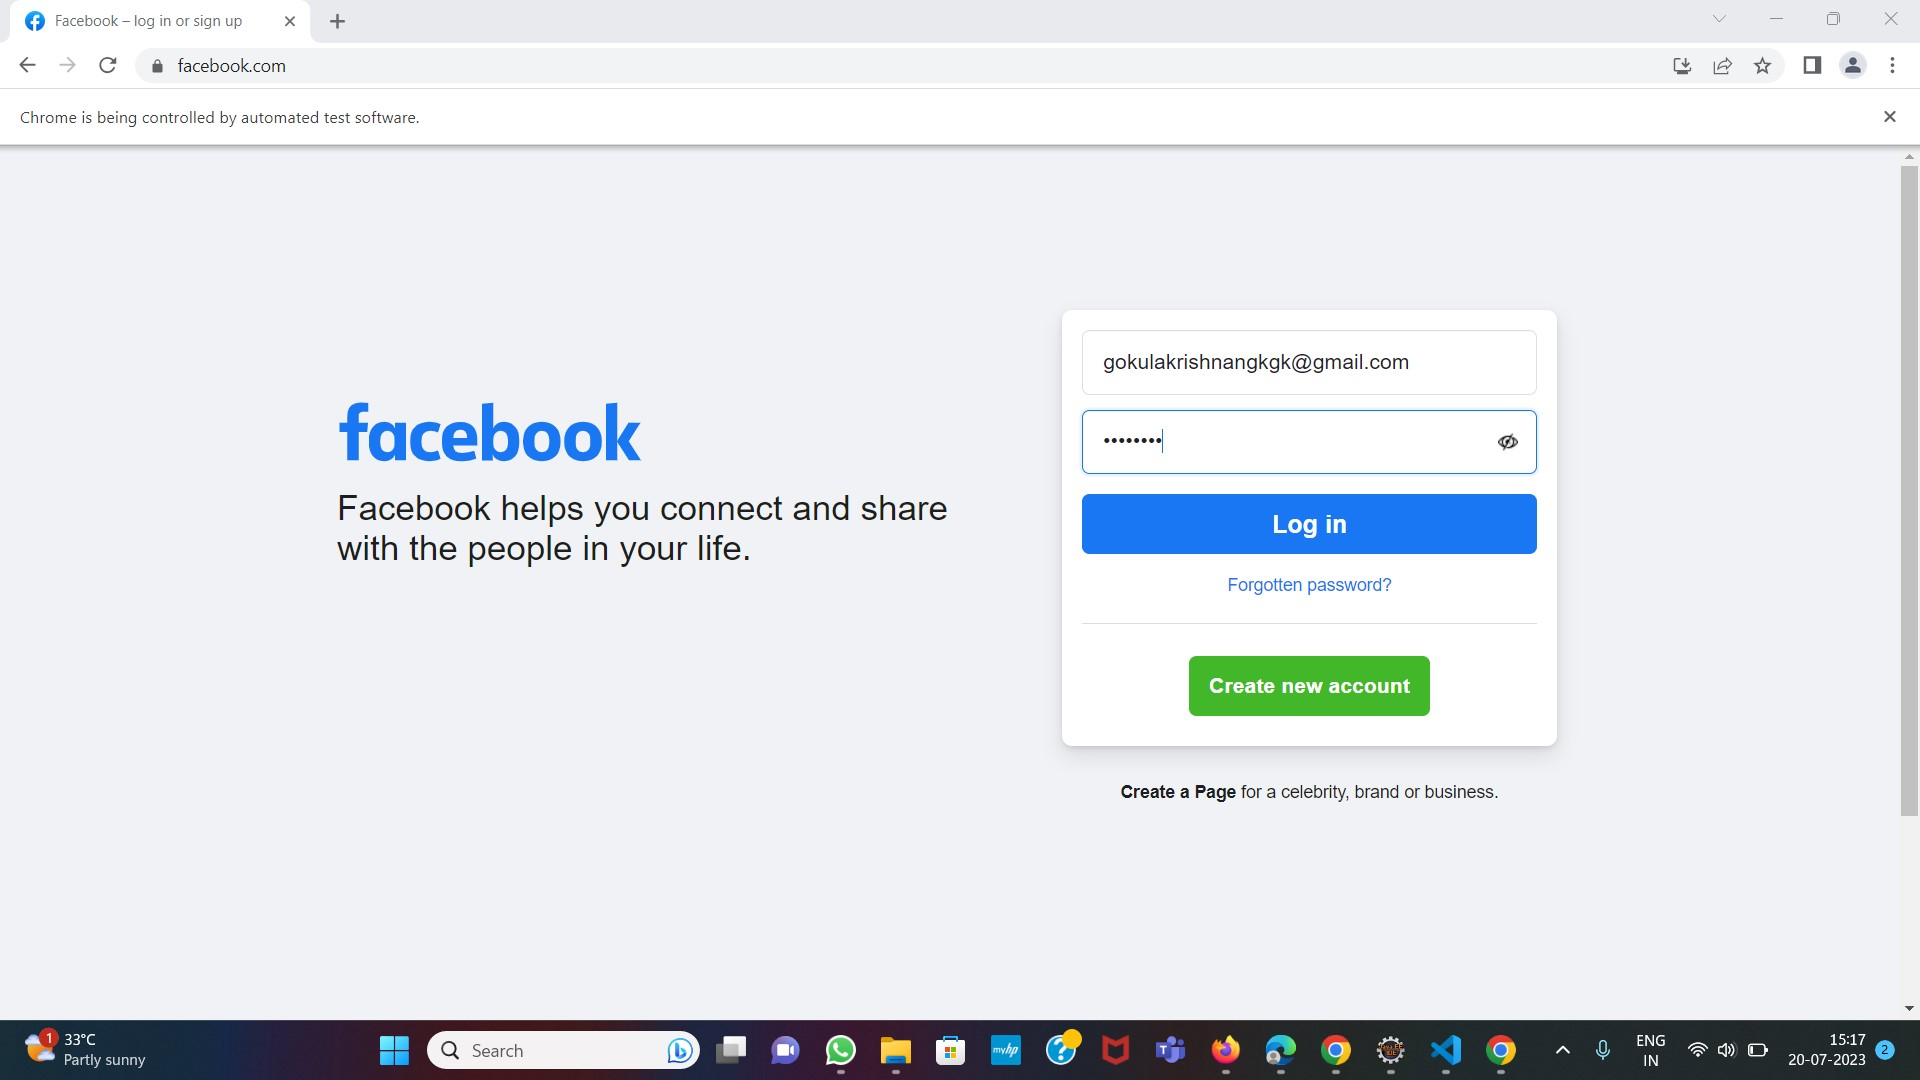 Facebook – log in or sign up
facebook.com
Chrome is being controlled by automated test software.
facebook
Facebook helps you connect and share
with the people in your life.
gokulakrishnangkgk@gmail.com
••••••••
Log in
Forgotten password?
Create new account
Create a Page for a celebrity, brand or business.
1
33°C
Partly sunny
Search
myhp
ENG
IN
15:17
20-07-2023
2